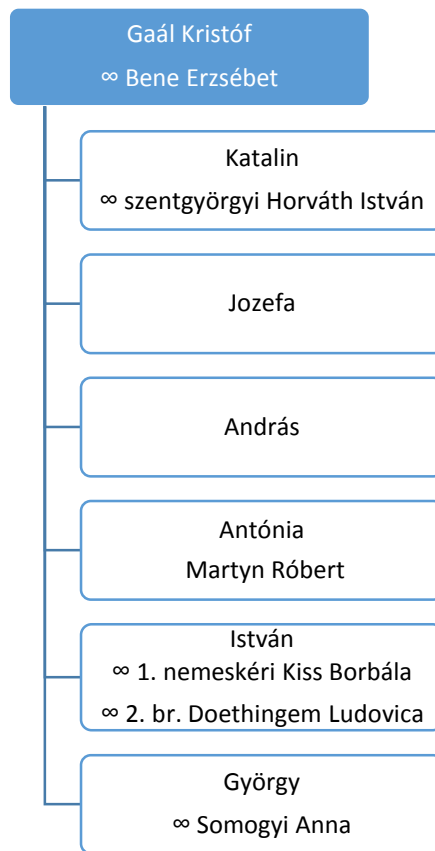 Gaál Kristóf
∞ Bene Erzsébet
Katalin
∞ szentgyörgyi Horváth István
Jozefa
András
Antónia
Martyn Róbert
István
∞ 1. nemeskéri Kiss Borbála
∞ 2. br. Doethingem Ludovica
György
∞ Somogyi Anna